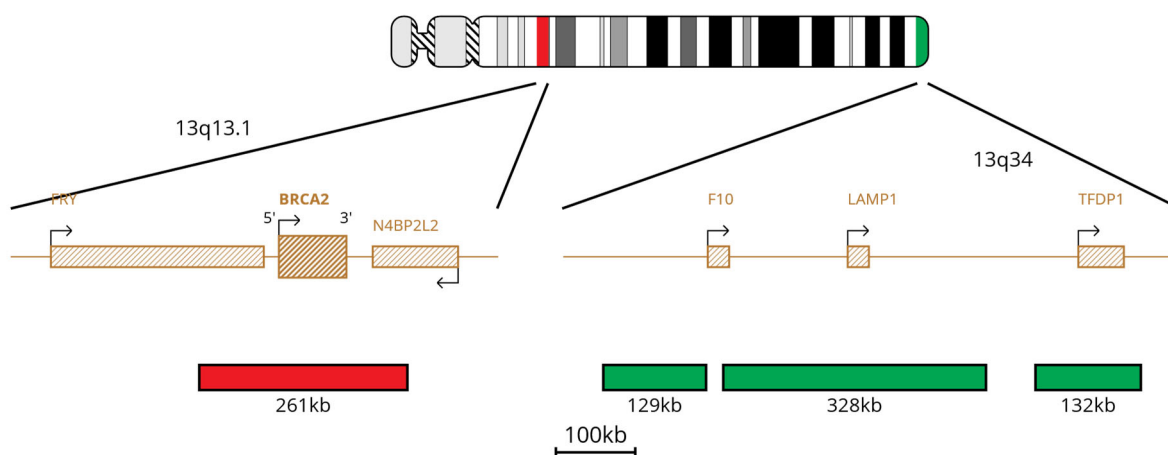 13q13.1
13q34
FRY
BRCA2
5'
3'
N4BP2L2
F10
LAMP1
TFDP1
261kb
129kb
328kb
132kb
100kb